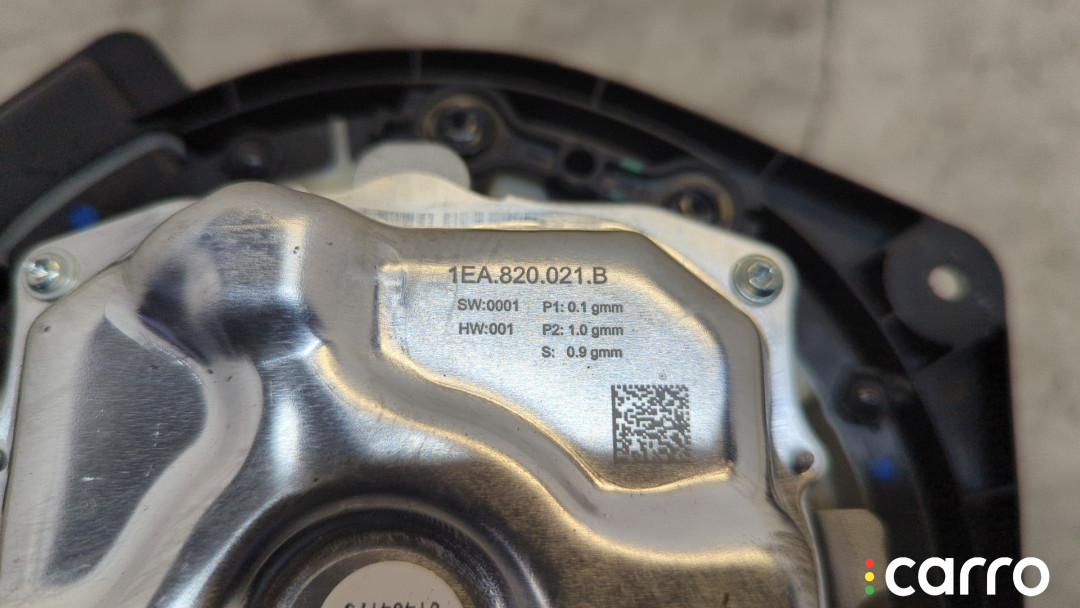 1EA.820.021.B
SW:0001 P1: 0.1 gmm
HW:001 P2: 1.0 gmm
S: 0.9 gmm
carro